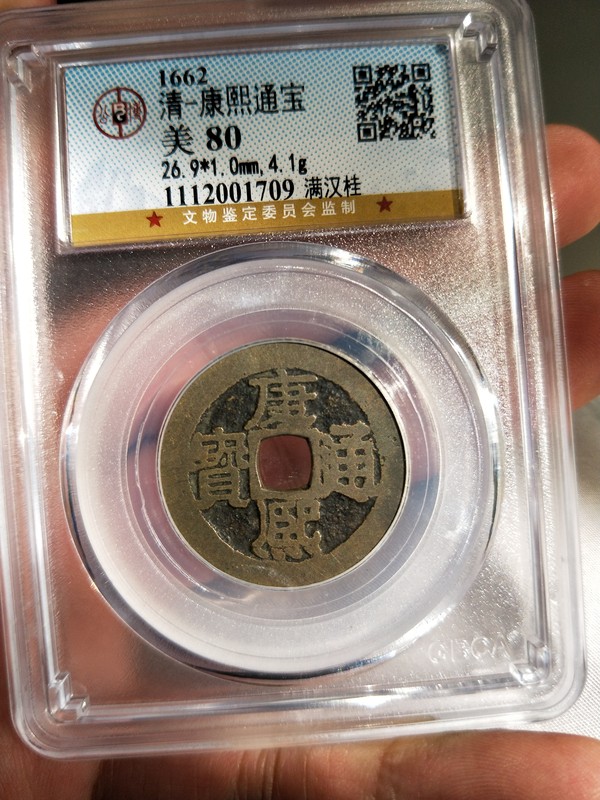 1662
清-康熙通宝
美 80
26.9*1.0mm,4.1g
1112001709 满汉桂
★ 文物鉴定委员会监制 ★
康
寶 通
熙
GBCA